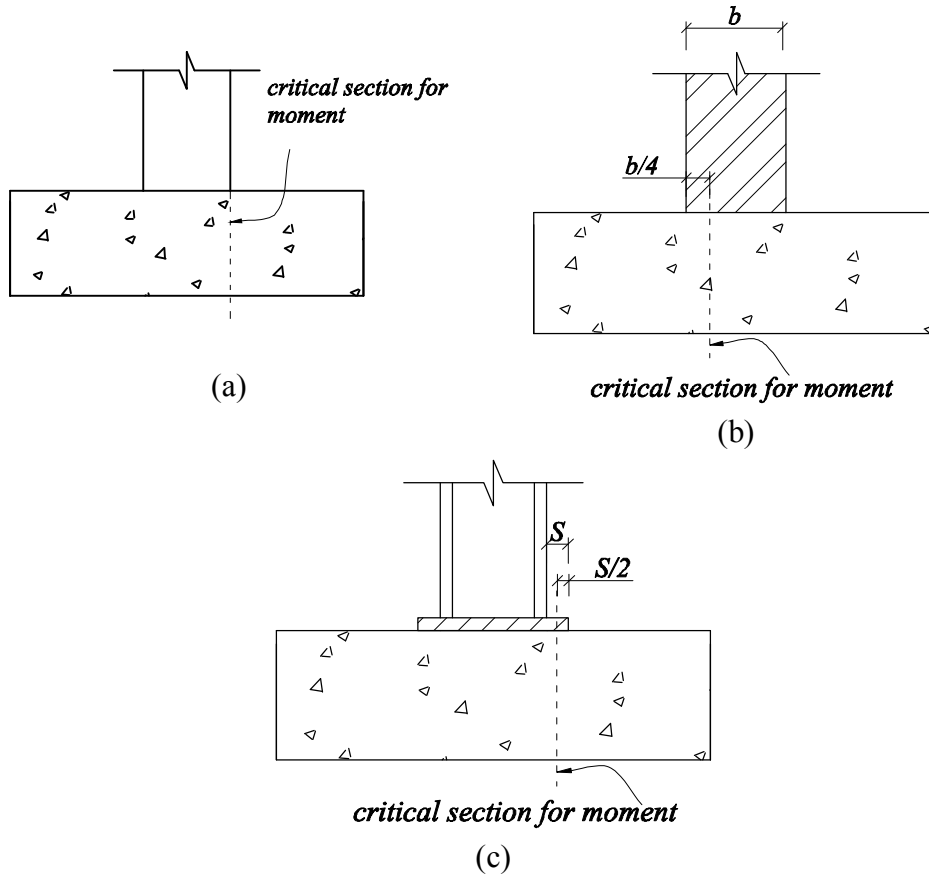 critical section for
moment
(a)
b
b/4
critical section for moment
(b)
S
S/2
critical section for moment
(c)